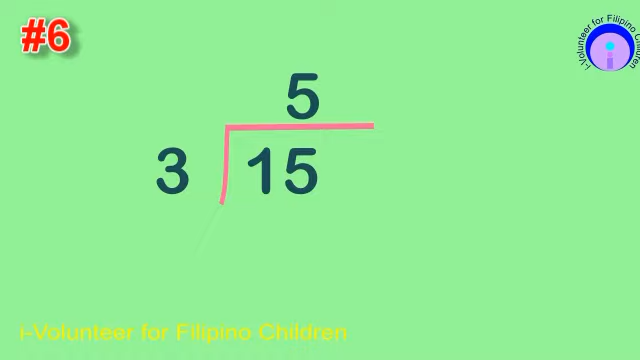 #6
i-Volunteer for Filipino Children
i
5
3 15
i-Volunteer for Filipino Children